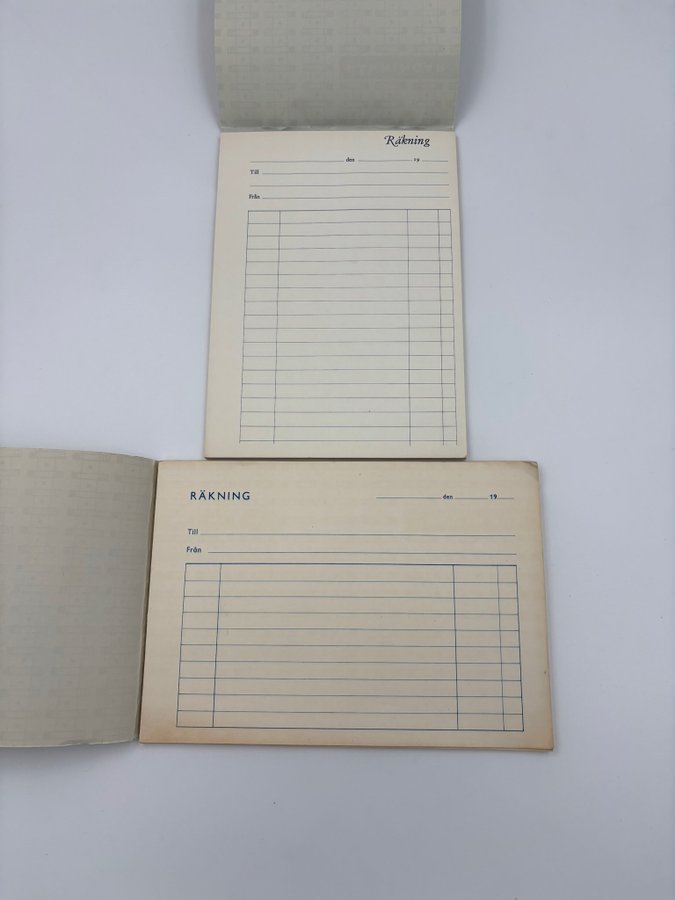 Räkning
den 19
Till
Från
RÄKNING den 19
Till
Från